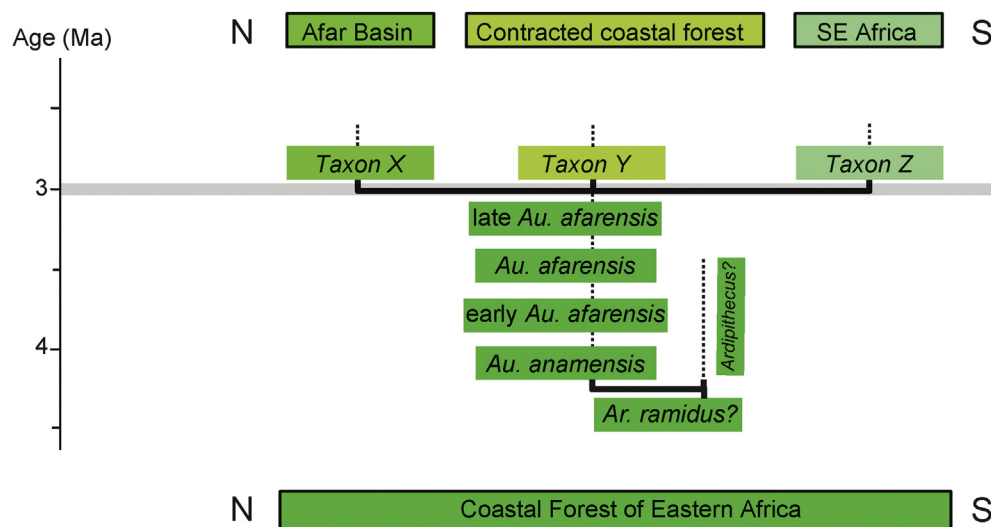 Age (Ma)
N
Afar Basin
Contracted coastal forest
SE Africa
S
Taxon X
Taxon Y
Taxon Z
3
late Au. afarensis
Au. afarensis
early Au. afarensis
Ardipithecus?
4
Au. anamensis
Ar. ramidus?
N
Coastal Forest of Eastern Africa
S